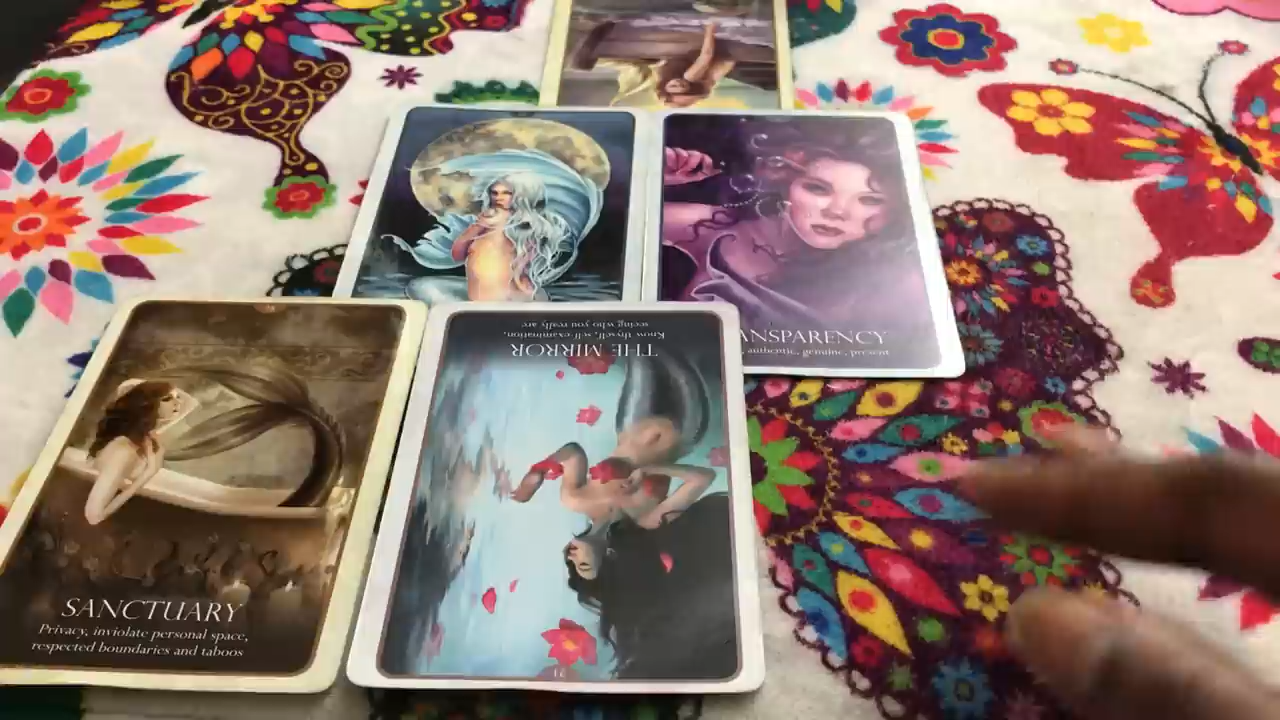 ANSPARENCY
, authentic, genuine, present
THE MIRROR
Know thyself, self examination,
seeing who you really are
SANCTUARY
Privacy, inviolate personal space,
respected boundaries and taboos